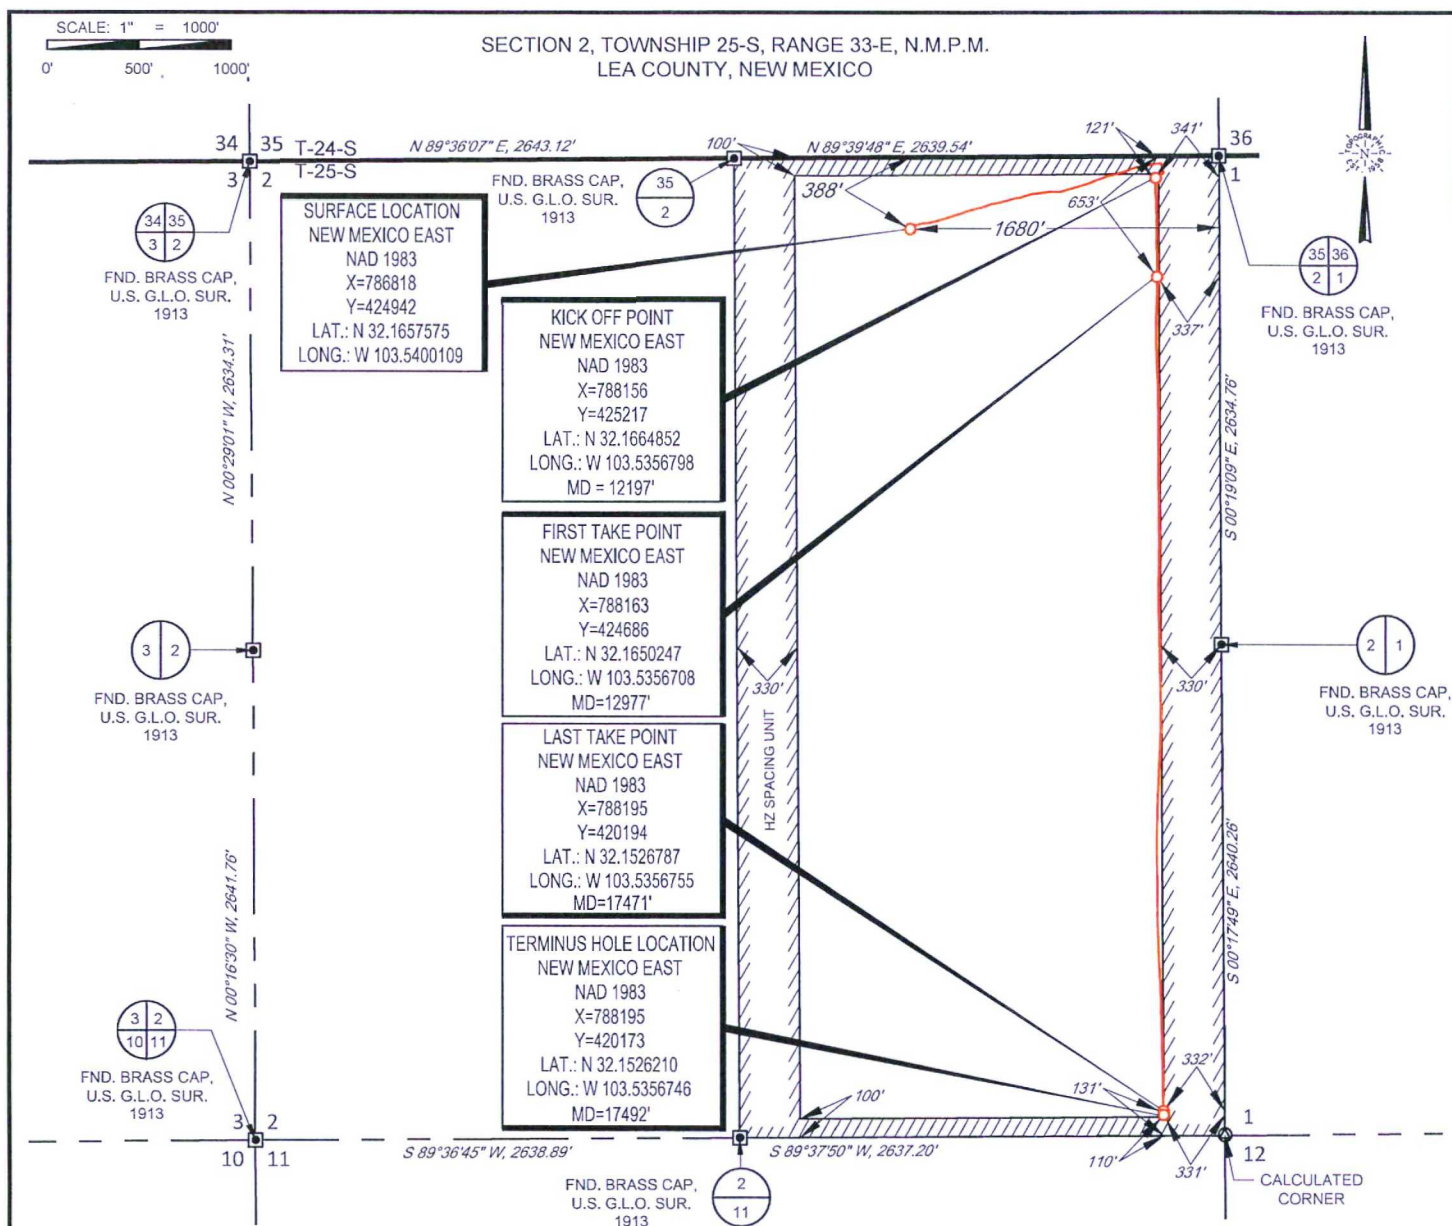 SCALE: 1" = 1000'
0' 500' 1000'
SECTION 2, TOWNSHIP 25-S, RANGE 33-E, N.M.P.M.
LEA COUNTY, NEW MEXICO
34 35
T-24-S
T-25-S
3 2
N 89°36'07" E, 2643.12'
100'
N 89°39'48" E, 2639.54'
121'
341'
36
1
34 35
3 2
FND. BRASS CAP,
U.S. G.L.O. SUR.
1913
FND. BRASS CAP,
U.S. G.L.O. SUR.
1913
35
2
388'
653'
1680'
337'
35 36
2 1
FND. BRASS CAP,
U.S. G.L.O. SUR.
1913
SURFACE LOCATION
NEW MEXICO EAST
NAD 1983
X=786818
Y=424942
LAT.: N 32.1657575
LONG.: W 103.5400109
KICK OFF POINT
NEW MEXICO EAST
NAD 1983
X=788156
Y=425217
LAT.: N 32.1664852
LONG.: W 103.5356798
MD = 12197'
N 00°29'01" W, 2634.31'
S 00°19'09" E, 2634.76'
FIRST TAKE POINT
NEW MEXICO EAST
NAD 1983
X=788163
Y=424686
LAT.: N 32.1650247
LONG.: W 103.5356708
MD=12977'
3 2
FND. BRASS CAP,
U.S. G.L.O. SUR.
1913
330'
HZ SPACING UNIT
330'
2 1
FND. BRASS CAP,
U.S. G.L.O. SUR.
1913
LAST TAKE POINT
NEW MEXICO EAST
NAD 1983
X=788195
Y=420194
LAT.: N 32.1526787
LONG.: W 103.5356755
MD=17471'
N 00°16'30" W, 2641.76'
S 00°17'49" E, 2640.26'
TERMINUS HOLE LOCATION
NEW MEXICO EAST
NAD 1983
X=788195
Y=420173
LAT.: N 32.1526210
LONG.: W 103.5356746
MD=17492'
3 2
10 11
FND. BRASS CAP,
U.S. G.L.O. SUR.
1913
3 2
10 11
100'
131'
332'
1
12
S 89°36'45" W, 2638.89'
S 89°37'50" W, 2637.20'
110'
331'
FND. BRASS CAP,
U.S. G.L.O. SUR.
1913
2
11
CALCULATED
CORNER